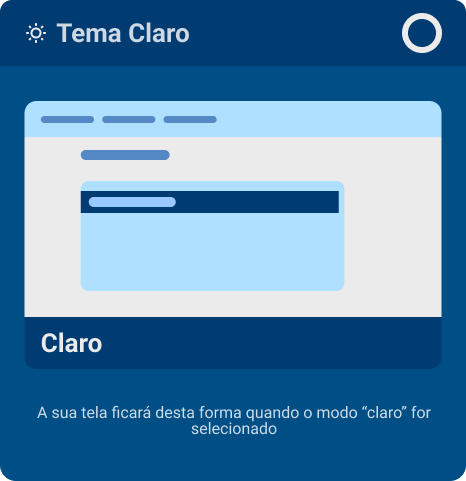 Tema Claro
Claro
A sua tela ficará desta forma quando o modo “claro” for
selecionado